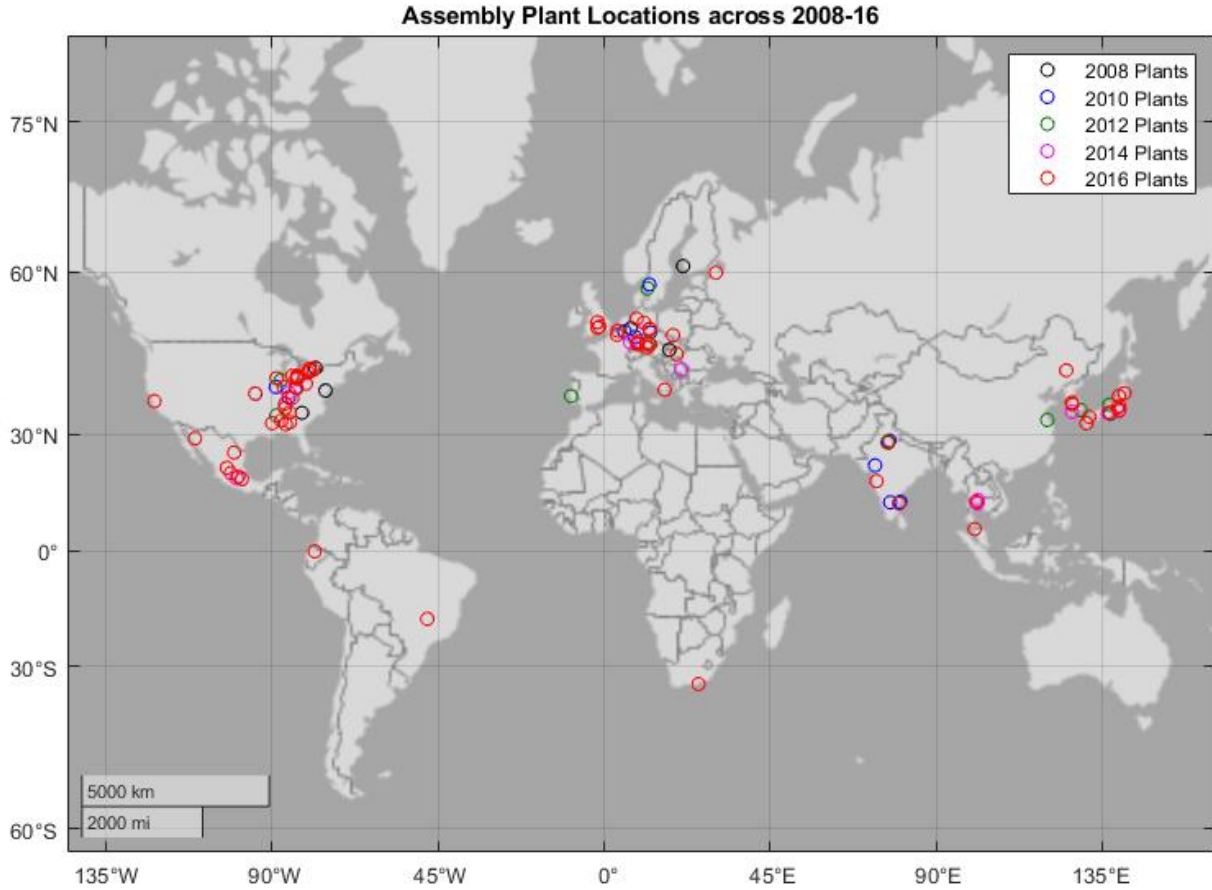 Assembly Plant Locations across 2008-16
2008 Plants
2010 Plants
2012 Plants
2014 Plants
2016 Plants
75°N
60°N
30°N
0°
30°S
60°S
5000 km
2000 mi
135°W
90°W
45°W
0°
45°E
90°E
135°E